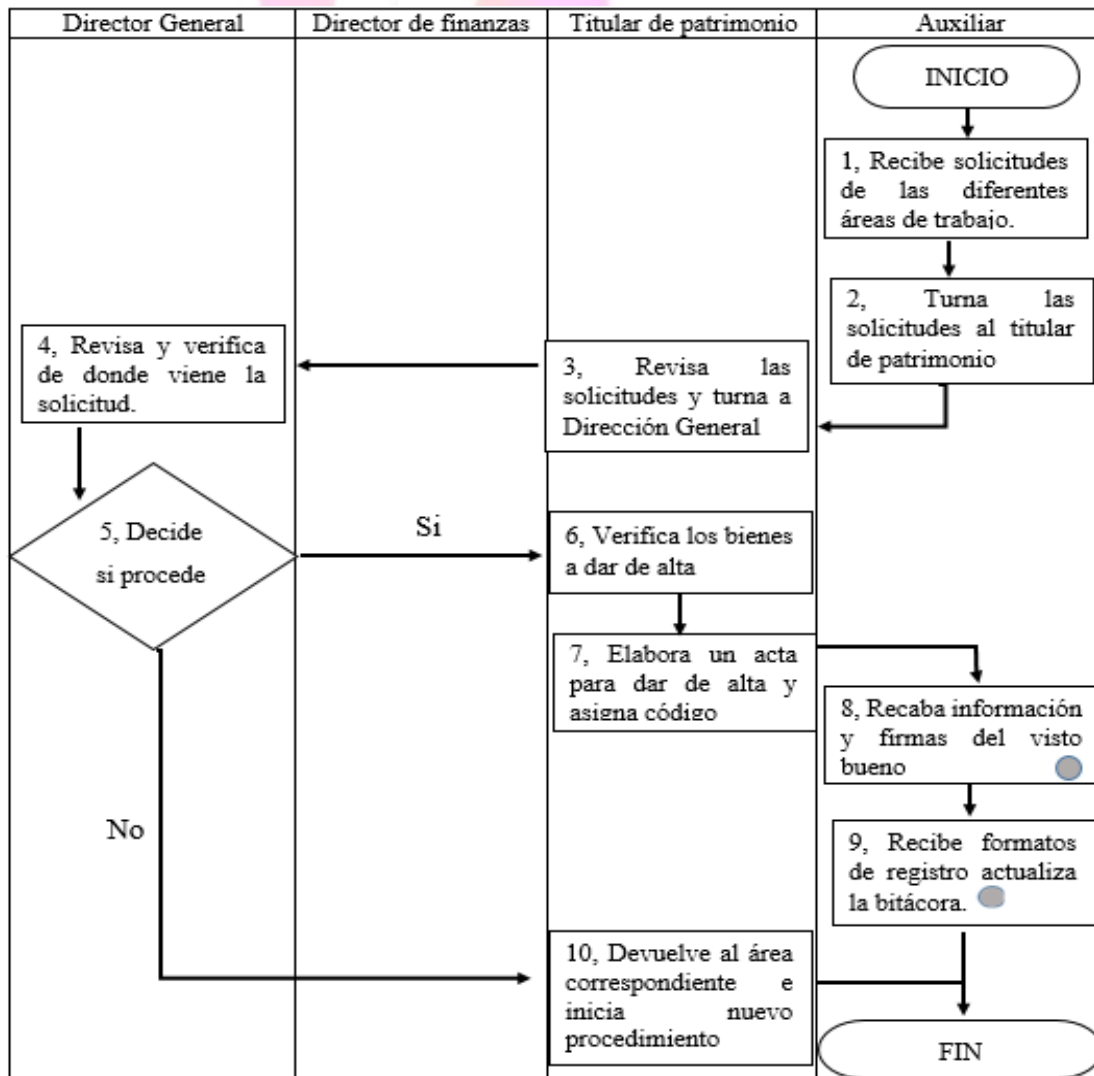 Director General
Director de finanzas
Titular de patrimonio
Auxiliar
INICIO
1, Recibe solicitudes
de las diferentes
áreas de trabajo.
2, Turna las
solicitudes al titular
de patrimonio
3, Revisa las
solicitudes y turna a
Dirección General
4, Revisa y verifica
de donde viene la
solicitud.
5, Decide
si procede
Si
6, Verifica los bienes
a dar de alta
7, Elabora un acta
para dar de alta y
asigna código
8, Recaba información
y firmas del visto
bueno
9, Recibe formatos
de registro actualiza
la bitácora.
No
10, Devuelve al área
correspondiente e
inicia nuevo
procedimiento
FIN